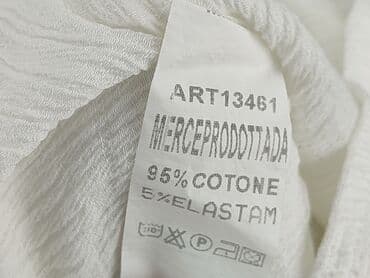 ART13461
MERCEPRODOTTADA
95%COTONE
5%ELASTAM
P